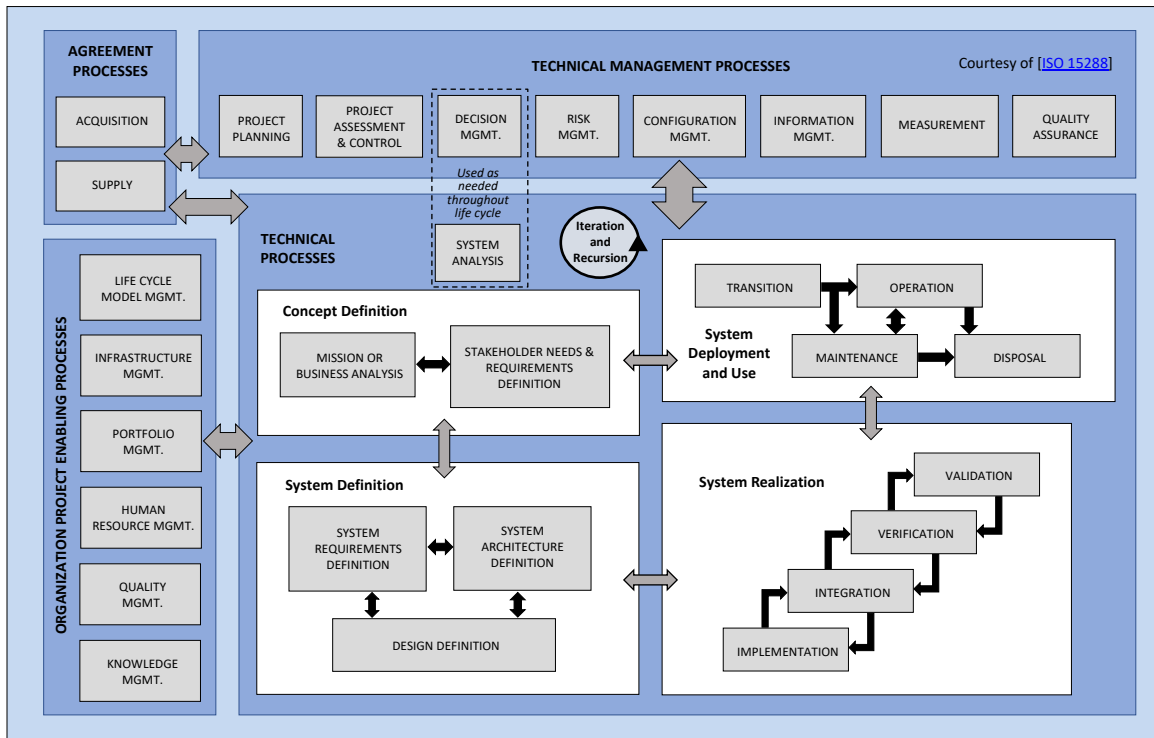 AGREEMENT
PROCESSES
ACQUISITION
SUPPLY
TECHNICAL MANAGEMENT PROCESSES
Courtesy of [ISO 15288]
PROJECT
PLANNING
PROJECT
ASSESSMENT
& CONTROL
DECISION
MGMT.
RISK
MGMT.
CONFIGURATION
MGMT.
INFORMATION
MGMT.
MEASUREMENT
QUALITY
ASSURANCE
Used as
needed
throughout
life cycle
SYSTEM
ANALYSIS
TECHNICAL
PROCESSES
Iteration
and
Recursion
ORGANIZATION PROJECT ENABLING PROCESSES
LIFE CYCLE
MODEL MGMT.
INFRASTRUCTURE
MGMT.
PORTFOLIO
MGMT.
HUMAN
RESOURCE MGMT.
QUALITY
MGMT.
KNOWLEDGE
MGMT.
Concept Definition
MISSION OR
BUSINESS ANALYSIS
STAKEHOLDER NEEDS &
REQUIREMENTS
DEFINITION
TRANSITION
OPERATION
System
Deployment
and Use
MAINTENANCE
DISPOSAL
System Definition
SYSTEM
REQUIREMENTS
DEFINITION
SYSTEM
ARCHITECTURE
DEFINITION
DESIGN DEFINITION
System Realization
VALIDATION
VERIFICATION
INTEGRATION
IMPLEMENTATION